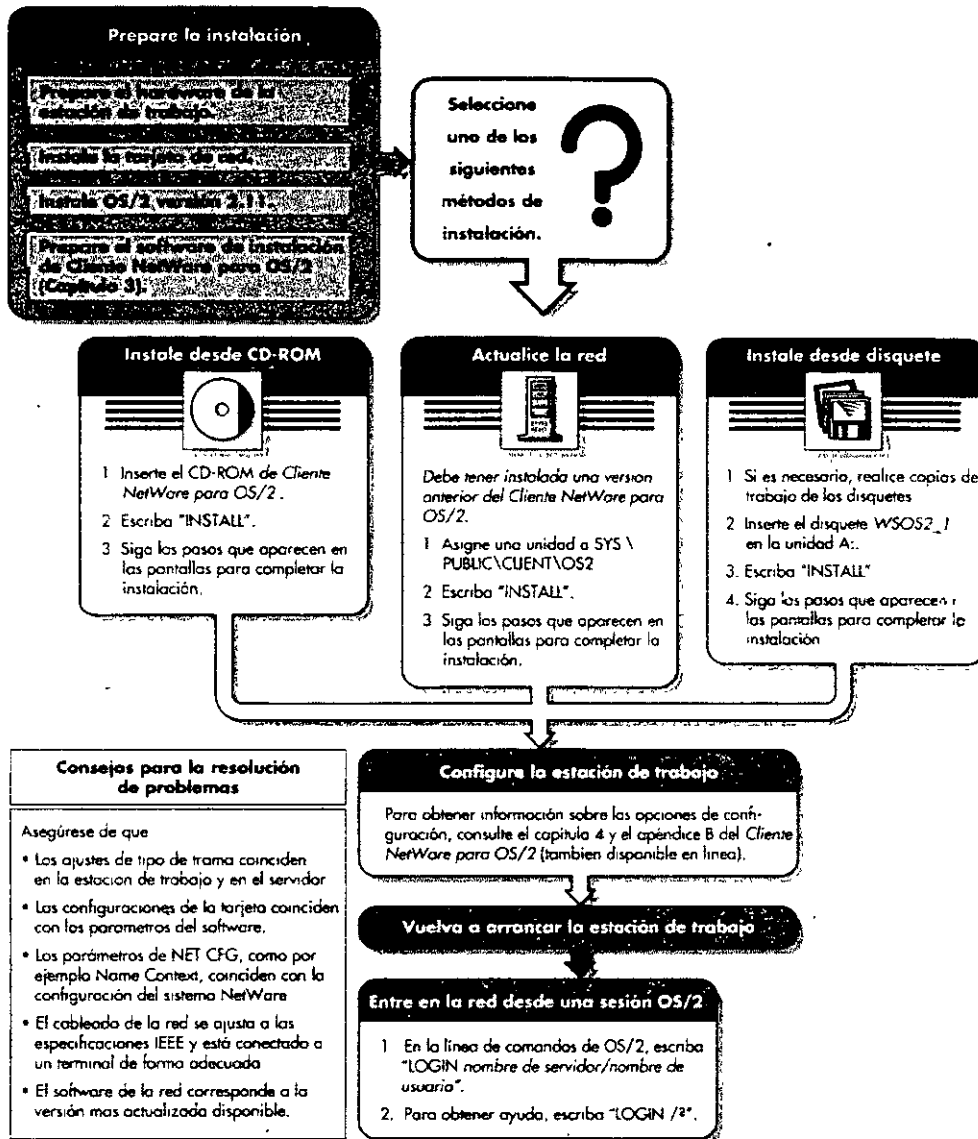 Prepare la instalación
Prepare el hardware de la
estación de trabajo.
Instale la tarjeta de red.
Instale OS/2 versión 2.11.
Prepare el software de instalación
de Cliente NetWare para OS/2
(Capítulo 3).
Seleccione
uno de los
siguientes
métodos de
instalación.
?
Instale desde CD-ROM
1 Inserte el CD-ROM de Cliente
NetWare para OS/2 .
2 Escriba "INSTALL".
3 Siga los pasos que aparecen en
las pantallas para completar la
instalación.
Actualice la red
Debe tener instalada una version
anterior del Cliente NetWare para
OS/2.
1 Asigne una unidad a SYS \
PUBLIC\CLIENT\OS2
2 Escriba "INSTALL".
3 Siga los pasos que aparecen en
las pantallas para completar la
instalación.
Instale desde disquete
1 Si es necesario, realice copias de
trabajo de los disquetes
2 Inserte el disquete WSOS2_1
en la unidad A:.
3. Escriba "INSTALL"
4. Siga los pasos que aparecen
las pantallas para completar la
instalación
Consejos para la resolución
de problemas
Asegúrese de que
• Los ajustes de tipo de trama coinciden
en la estacion de trabajo y en el servidor
• Las configuraciones de la tarjeta coinciden
con los parametros del software.
• Los parámetros de NET CFG, como por
ejemplo Name Context, coinciden con la
configuración del sistema NetWare
• El cableado de la red se ajusta a las
especificaciones IEEE y está conectado a
un terminal de forma adecuada
• El software de la red corresponde a la
versión mas actualizada disponible.
Configure la estación de trabajo
Para obtener información sobre las opciones de confi-
guración, consulte el capítulo 4 y el apéndice B del Cliente
NetWare para OS/2 (tambien disponible en linea).
Vuelva a arrancar la estación de trabajo
Entre en la red desde una sesión OS/2
1 En la línea de comandos de OS/2, escriba
"LOGIN nombre de servidor/nombre de
usuario".
2. Para obtener ayuda, escriba "LOGIN /?".